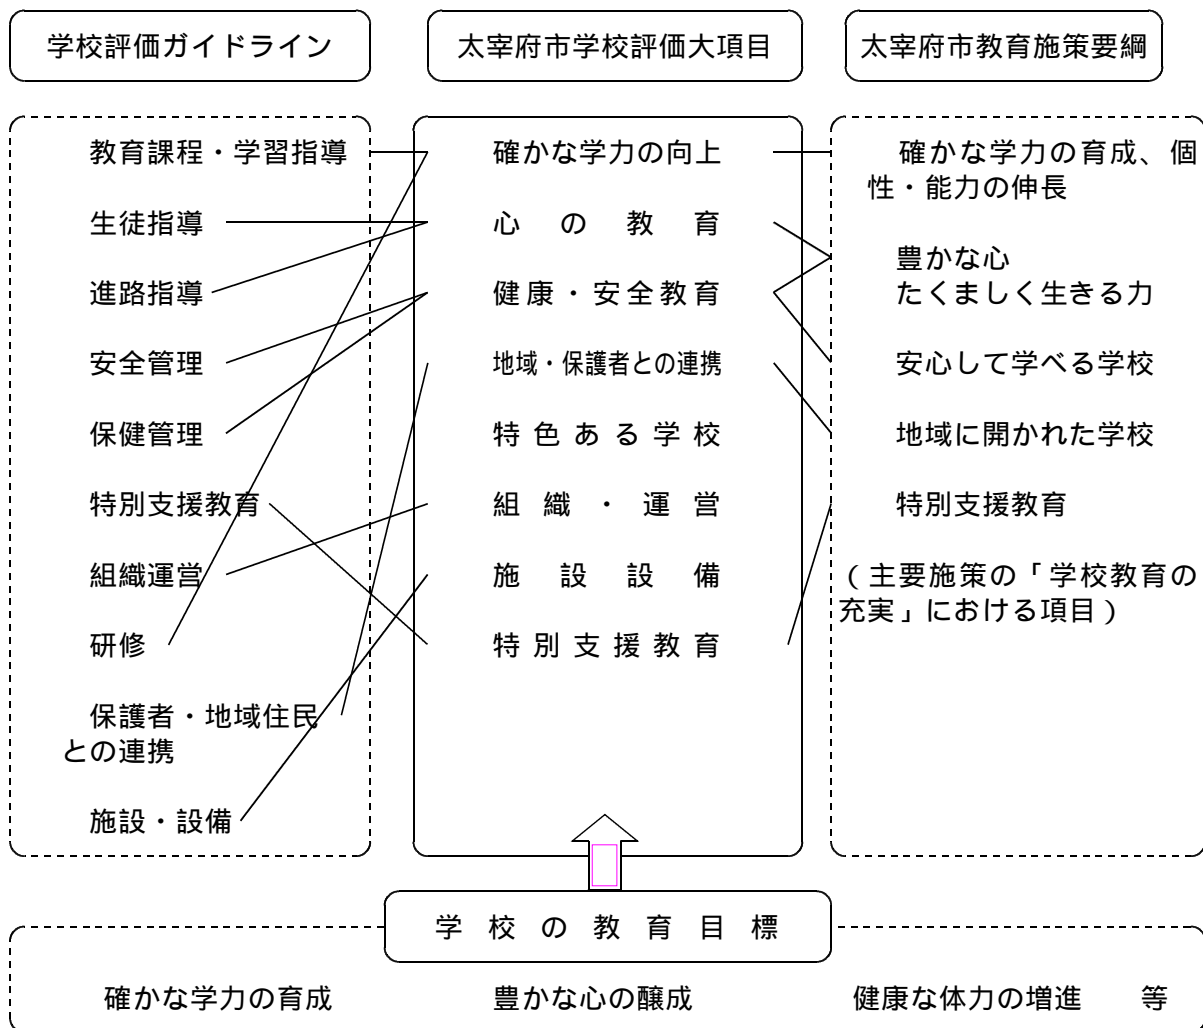 学校評価ガイドライン
太宰府市学校評価大項目
太宰府市教育施策要綱
教育課程・学習指導
生徒指導
進路指導
安全管理
保健管理
特別支援教育
組織運営
研修
保護者・地域住民
との連携
施設・設備
確かな学力の向上
心の教育
健康・安全教育
地域・保護者との連携
特色ある学校
組織・運営
施設設備
特別支援教育
確かな学力の育成、個
性・能力の伸長
豊かな心
たくましく生きる力
安心して学べる学校
地域に開かれた学校
特別支援教育
（主要施策の「学校教育の
充実」における項目）
学校の教育目標
確かな学力の育成 豊かな心の醸成 健康な体力の増進 等